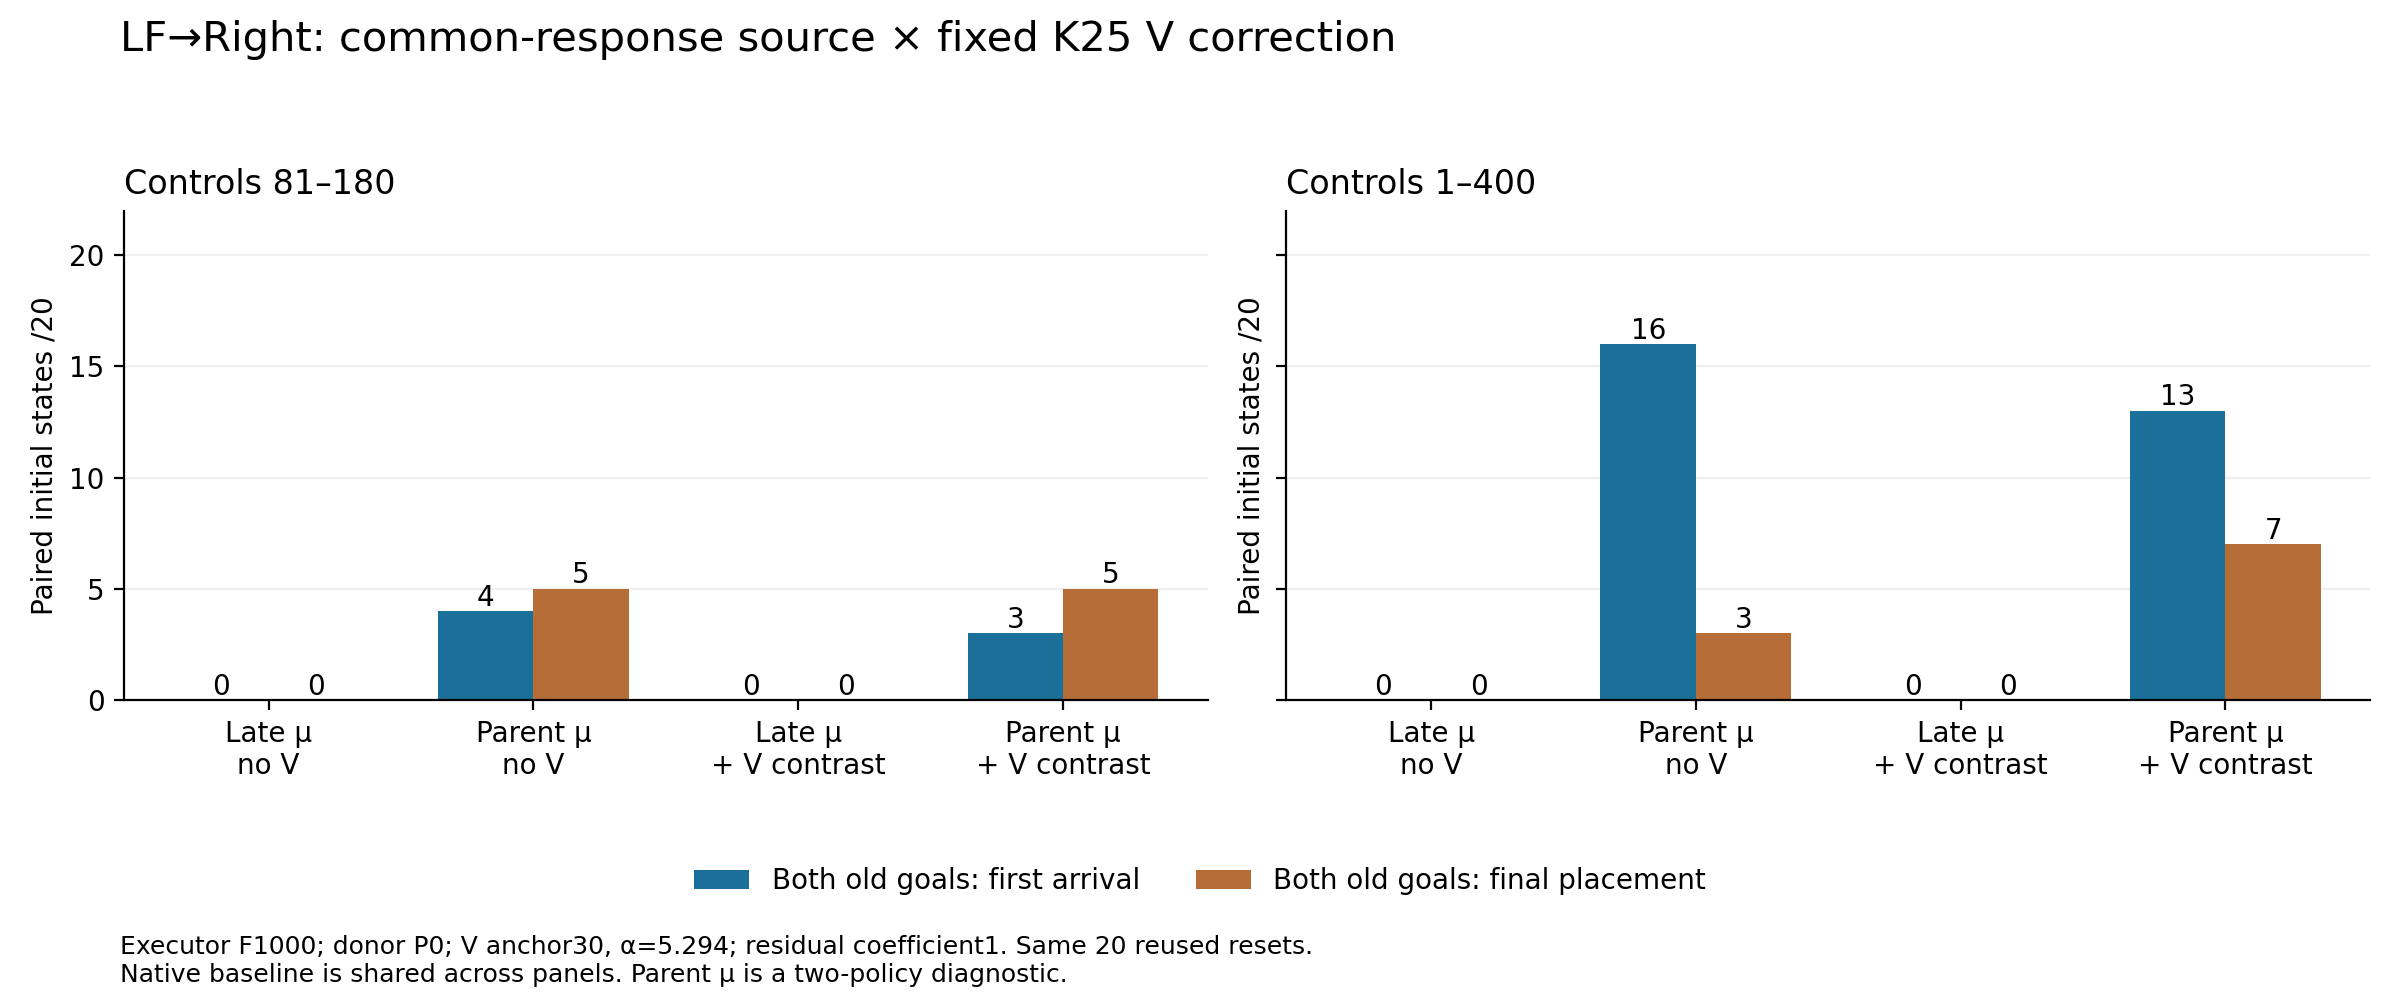 LF→Right: common-response source × fixed K25 V correction
Controls 81–180
Paired initial states /20
20
15
10
5
0
4
5
3
5
0
0
0
0
Late μ
no V
Parent μ
no V
Late μ
+ V contrast
Parent μ
+ V contrast
Controls 1–400
Paired initial states /20
16
3
13
7
0
0
0
0
Late μ
no V
Parent μ
no V
Late μ
+ V contrast
Parent μ
+ V contrast
Both old goals: first arrival
Both old goals: final placement
Executor F1000; donor P0; V anchor30, α=5.294; residual coefficient1. Same 20 reused resets.
Native baseline is shared across panels. Parent μ is a two-policy diagnostic.